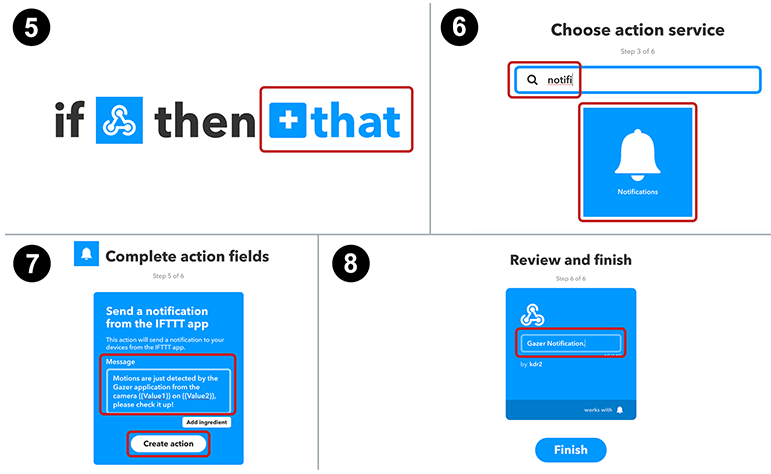 5
if then + that
6
Choose action service
Step 3 of 6
notifi
Notifications
7
Complete action fields
Step 5 of 6
Send a notification
from the IFTTT app
This action will send a notification to your
devices from the IFTTT app.
Message
Motions are just detected by the
Gazer application from the
camera {{Value1}} on {{Value2}},
please check it up!
Add ingredient
Create action
8
Review and finish
Step 6 of 6
Gazer Notification.
by kdr2
works with
Finish